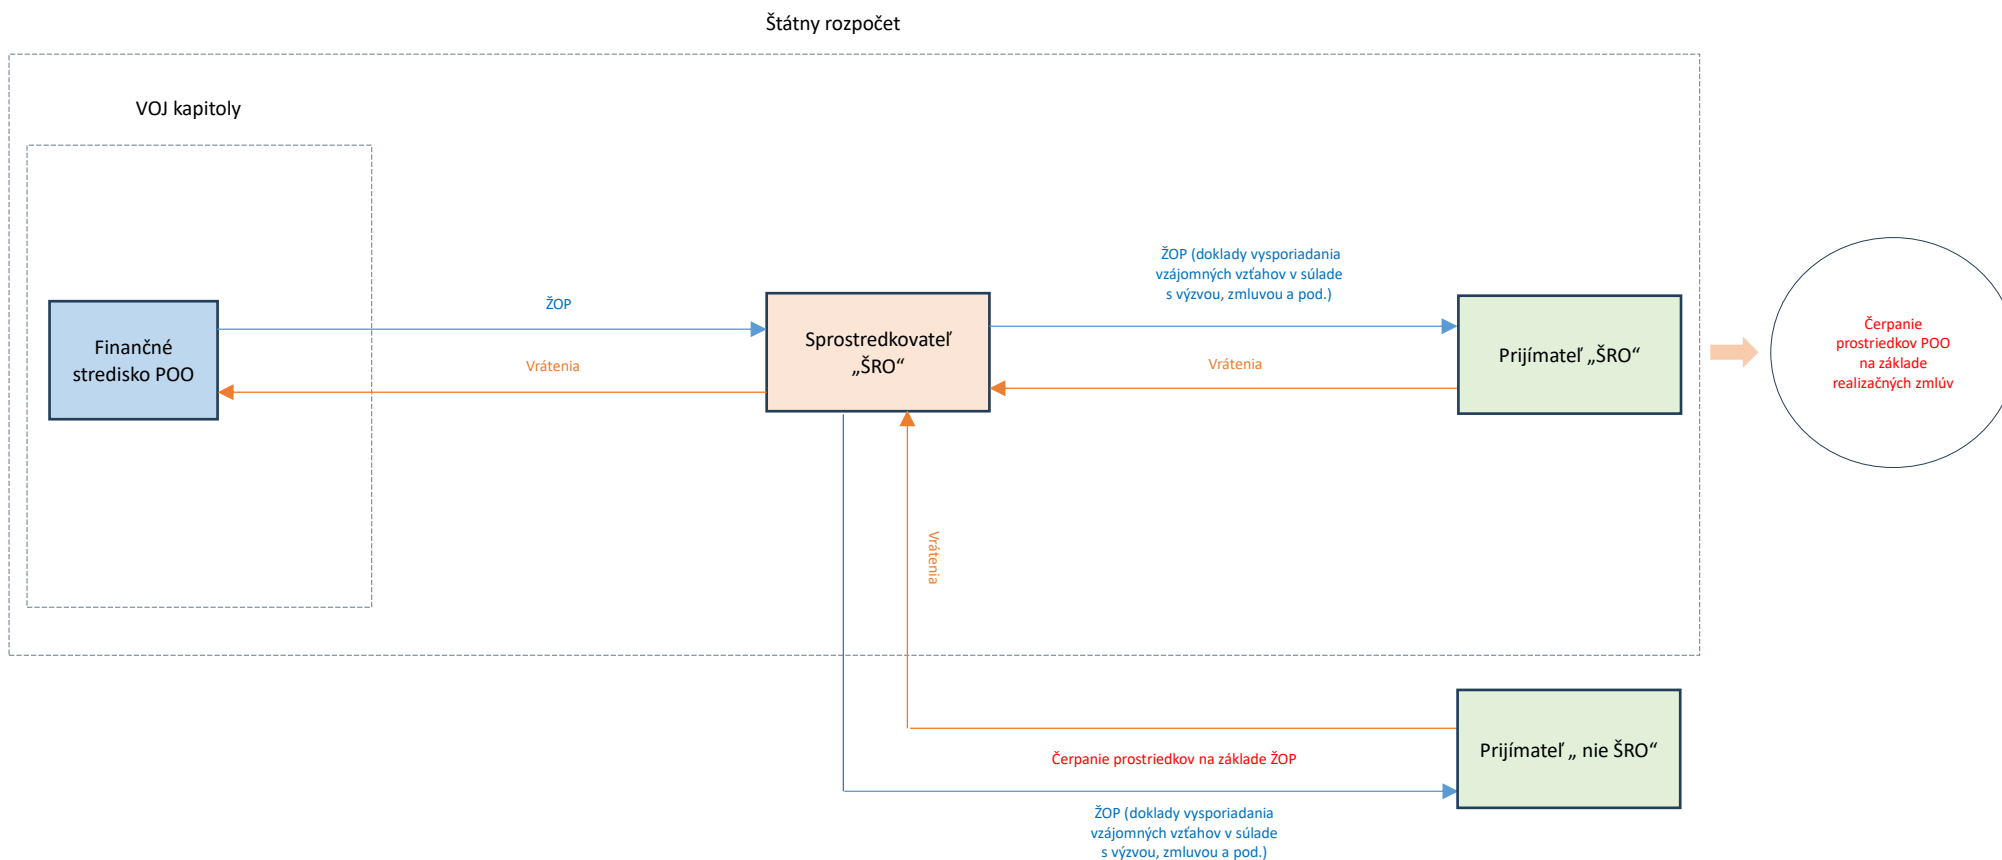 Štátny rozpočet
VOJ kapitoly
ŽOP (doklady vysporiadania
vzájomných vzťahov v súlade
s výzvou, zmluvou a pod.)
ŽOP
Finančné
stredisko POO
Vrátenia
Sprostredkovateľ
„ŠRO“
Vrátenia
Prijímateľ „ŠRO“
Čerpanie
prostriedkov POO
na základe
realizačných zmlúv
Vrátenia
Prijímateľ „ nie ŠRO“
Čerpanie prostriedkov na základe ŽOP
ŽOP (doklady vysporiadania
vzájomných vzťahov v súlade
s výzvou, zmluvou a pod.)